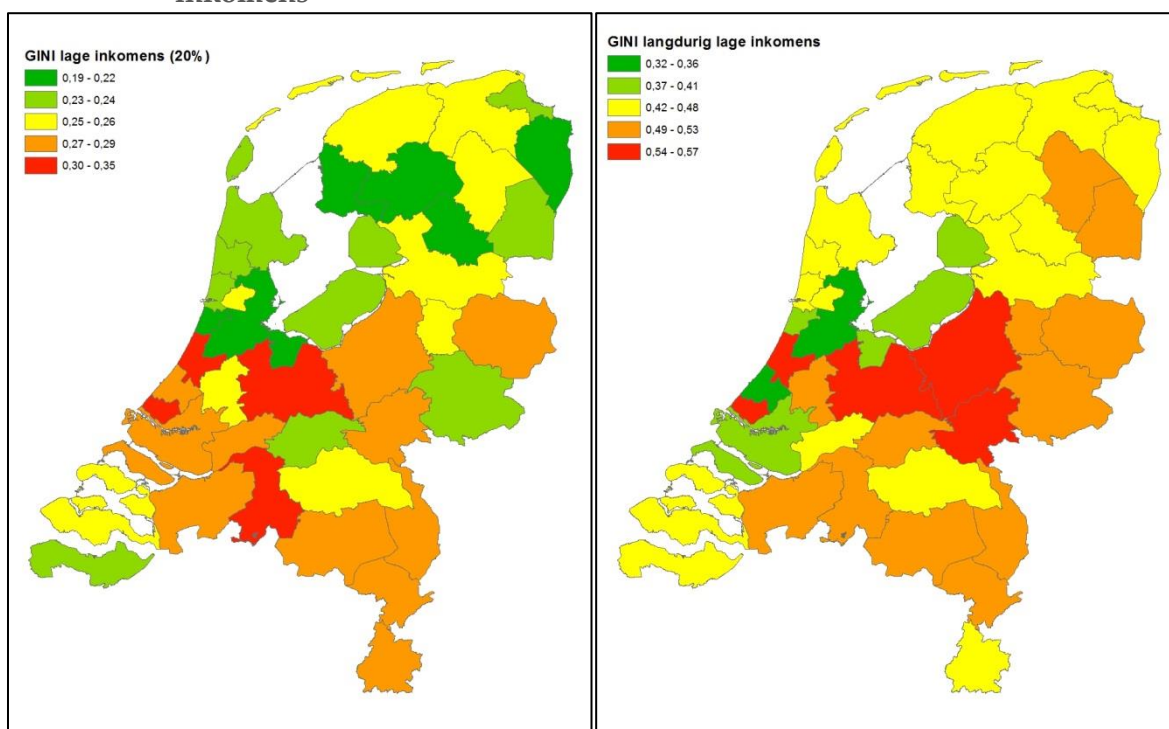 inkomens
GINI lage inkomens (20%)
0,19 - 0,22
0,23 - 0,24
0,25 - 0,26
0,27 - 0,29
0,30 - 0,35
GINI langdurig lage inkomens
0,32 - 0,36
0,37 - 0,41
0,42 - 0,48
0,49 - 0,53
0,54 - 0,57